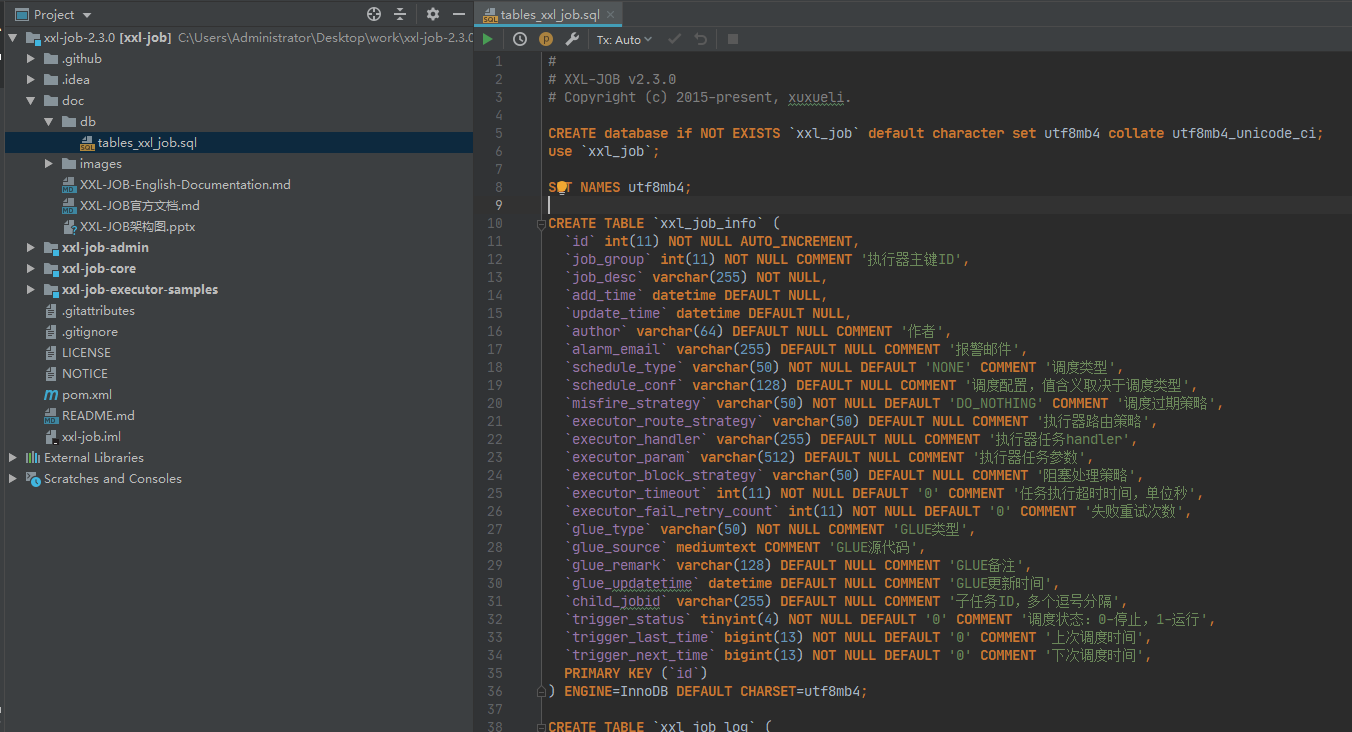 Project
xxl-job-2.3.0 [xxl-job] C:\Users\Administrator\Desktop\work\xxl-job-2.3.0
.github
.idea
doc
db
tables_xxl_job.sql
images
XXL-JOB-English-Documentation.md
XXL-JOB官方文档.md
XXL-JOB架构图.pptx
xxl-job-admin
xxl-job-core
xxl-job-executor-samples
.gitattributes
.gitignore
LICENSE
NOTICE
pom.xml
README.md
xxl-job.iml
External Libraries
Scratches and Consoles
tables_xxl_job.sql
Tx: Auto
1 #
2 # XXL-JOB v2.3.0
3 # Copyright (c) 2015-present, xuxueli.
4
5 CREATE database if NOT EXISTS `xxl_job` default character set utf8mb4 collate utf8mb4_unicode_ci;
6 use `xxl_job`;
7
8 SET NAMES utf8mb4;
9
10 CREATE TABLE `xxl_job_info` (
11 `id` int(11) NOT NULL AUTO_INCREMENT,
12 `job_group` int(11) NOT NULL COMMENT '执行器主键ID',
13 `job_desc` varchar(255) NOT NULL,
14 `add_time` datetime DEFAULT NULL,
15 `update_time` datetime DEFAULT NULL,
16 `author` varchar(64) DEFAULT NULL COMMENT '作者',
17 `alarm_email` varchar(255) DEFAULT NULL COMMENT '报警邮件',
18 `schedule_type` varchar(50) NOT NULL DEFAULT 'NONE' COMMENT '调度类型',
19 `schedule_conf` varchar(128) DEFAULT NULL COMMENT '调度配置，值含义取决于调度类型',
20 `misfire_strategy` varchar(50) NOT NULL DEFAULT 'DO_NOTHING' COMMENT '调度过期策略',
21 `executor_route_strategy` varchar(50) DEFAULT NULL COMMENT '执行器路由策略',
22 `executor_handler` varchar(255) DEFAULT NULL COMMENT '执行器任务handler',
23 `executor_param` varchar(512) DEFAULT NULL COMMENT '执行器任务参数',
24 `executor_block_strategy` varchar(50) DEFAULT NULL COMMENT '阻塞处理策略',
25 `executor_timeout` int(11) NOT NULL DEFAULT '0' COMMENT '任务执行超时时间，单位秒',
26 `executor_fail_retry_count` int(11) NOT NULL DEFAULT '0' COMMENT '失败重试次数',
27 `glue_type` varchar(50) NOT NULL COMMENT 'GLUE类型',
28 `glue_source` mediumtext COMMENT 'GLUE源代码',
29 `glue_remark` varchar(128) DEFAULT NULL COMMENT 'GLUE备注',
30 `glue_updatetime` datetime DEFAULT NULL COMMENT 'GLUE更新时间',
31 `child_jobid` varchar(255) DEFAULT NULL COMMENT '子任务ID，多个逗号分隔',
32 `trigger_status` tinyint(4) NOT NULL DEFAULT '0' COMMENT '调度状态：0-停止，1-运行',
33 `trigger_last_time` bigint(13) NOT NULL DEFAULT '0' COMMENT '上次调度时间',
34 `trigger_next_time` bigint(13) NOT NULL DEFAULT '0' COMMENT '下次调度时间',
35 PRIMARY KEY (`id`)
36 ) ENGINE=InnoDB DEFAULT CHARSET=utf8mb4;
37
38 CREATE TABLE `xxl_job_log` (